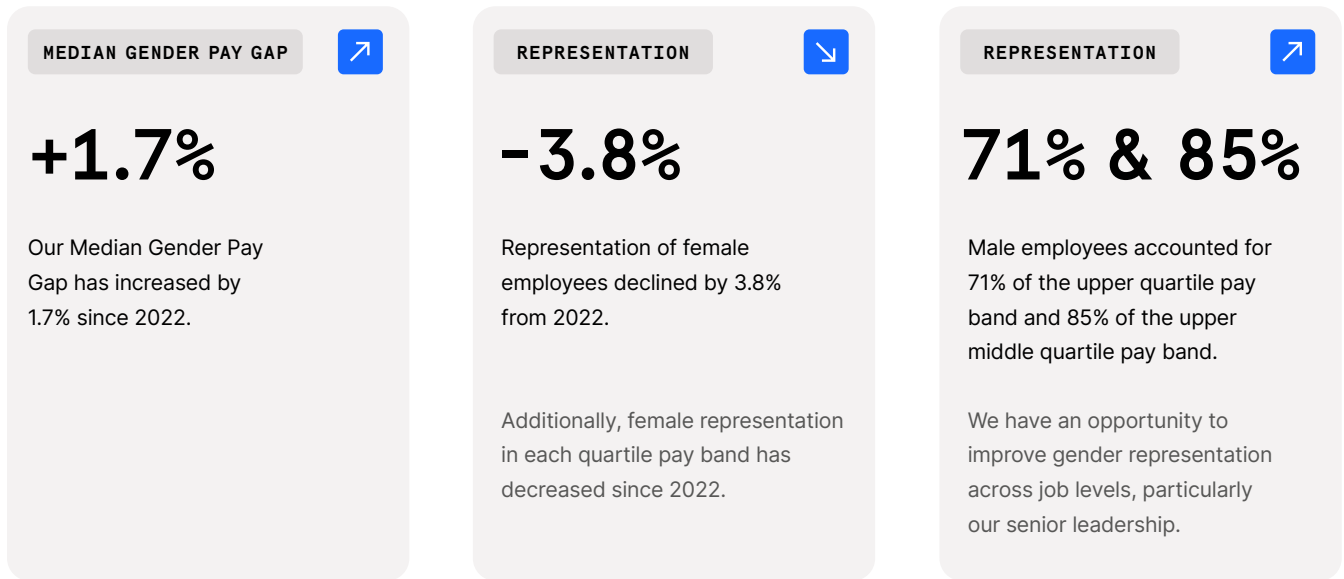 MEDIAN GENDER PAY GAP
+1.7%
Our Median Gender Pay
Gap has increased by
1.7% since 2022.
REPRESENTATION
-3.8%
Representation of female
employees declined by 3.8%
from 2022.
Additionally, female representation
in each quartile pay band has
decreased since 2022.
REPRESENTATION
71% & 85%
Male employees accounted for
71% of the upper quartile pay
band and 85% of the upper
middle quartile pay band.
We have an opportunity to
improve gender representation
across job levels, particularly
our senior leadership.